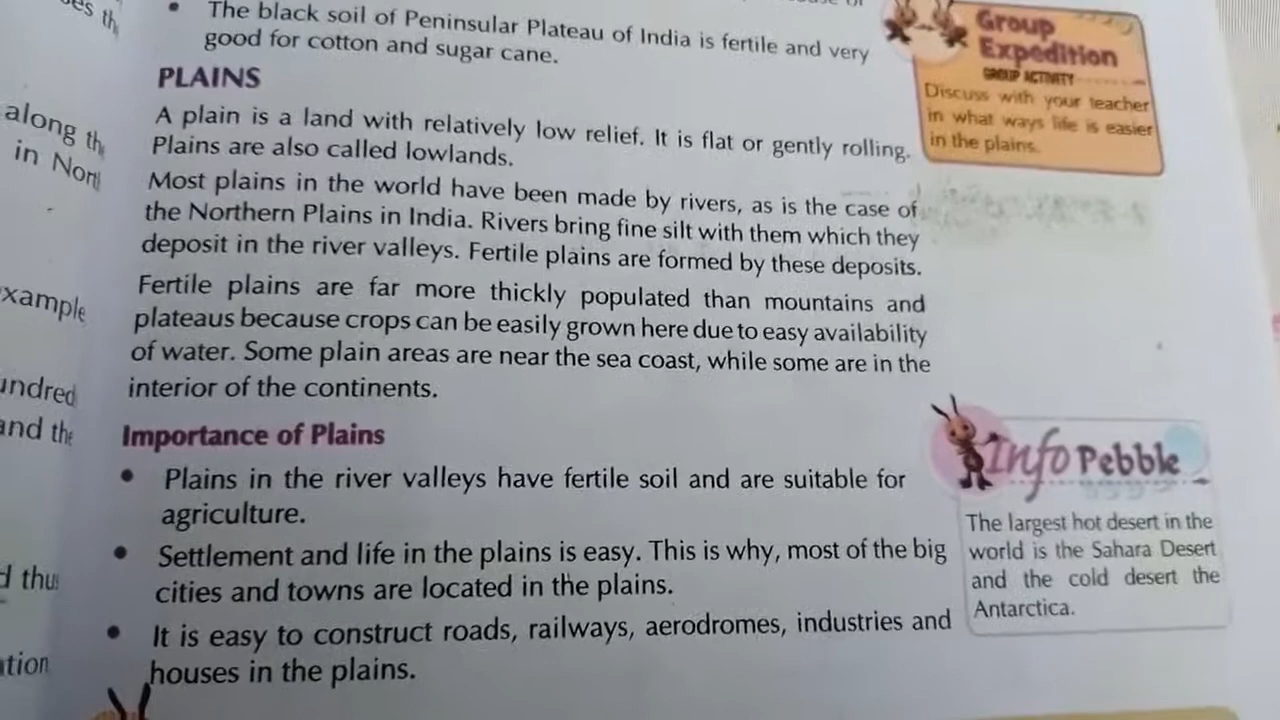 The black soil of Peninsular Plateau of India is fertile and very
good for cotton and sugar cane.
PLAINS
A plain is a land with relatively low relief. It is flat or gently rolling.
Plains are also called lowlands.
Most plains in the world have been made by rivers, as is the case of
the Northern Plains in India. Rivers bring fine silt with them which they
deposit in the river valleys. Fertile plains are formed by these deposits.
Fertile plains are far more thickly populated than mountains and
plateaus because crops can be easily grown here due to easy availability
of water. Some plain areas are near the sea coast, while some are in the
interior of the continents.
Importance of Plains
• Plains in the river valleys have fertile soil and are suitable for
agriculture.
• Settlement and life in the plains is easy. This is why, most of the big
cities and towns are located in the plains.
• It is easy to construct roads, railways, aerodromes, industries and
houses in the plains.
Group
Expedition
GROUP ACTIVITY
Discuss with your teacher
in what ways life is easier
in the plains.
Info Pebble
The largest hot desert in the
world is the Sahara Desert
and the cold desert the
Antarctica.
along
in
and